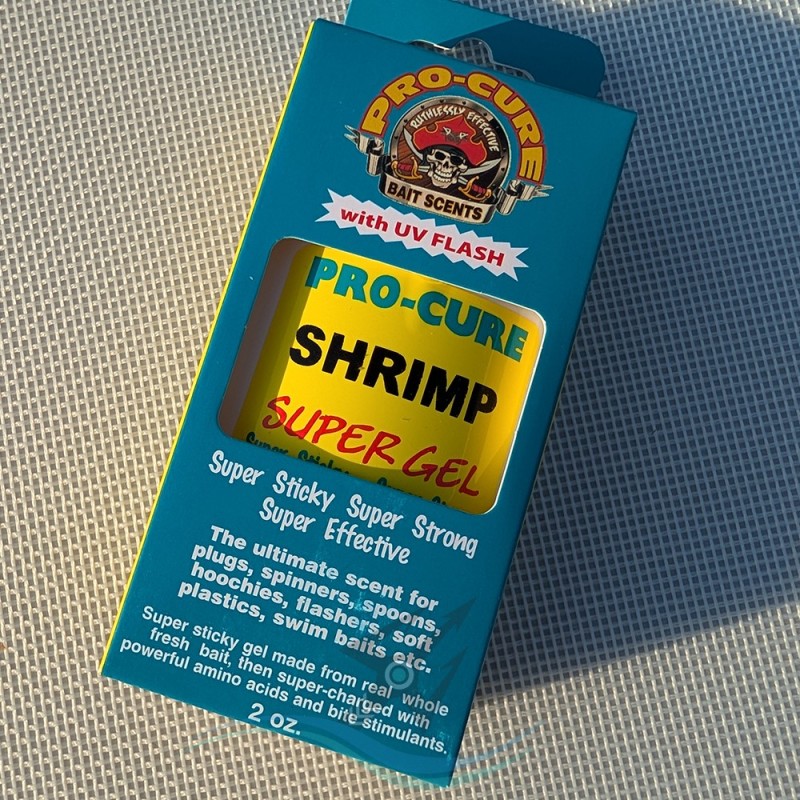 PRO-CURE
RUTHLESSLY EFFECTIVE
BAIT SCENTS
with UV FLASH
PRO-CURE
SHRIMP
SUPER GEL
Super Sticky Super Strong
Super Effective
The ultimate scent for
plugs, spinners, spoons,
hoochies, flashers, soft
plastics, swim baits etc.
Super sticky gel made from real whole
fresh bait, then super-charged with
powerful amino acids and bite stimulants.
2 oz.